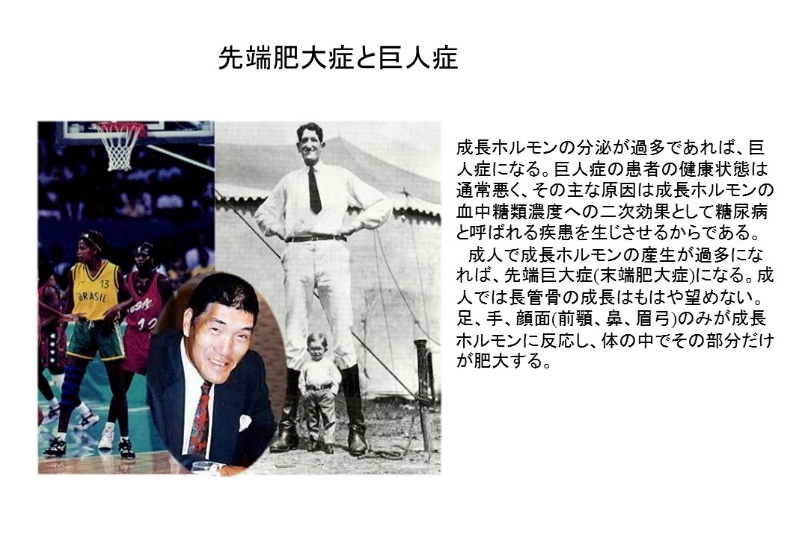 先端肥大症と巨人症
成長ホルモンの分泌が過多であれば、巨
人症になる。巨人症の患者の健康状態は
通常悪く、その主な原因は成長ホルモンの
血中糖類濃度への二次効果として糖尿病
と呼ばれる疾患を生じさせるからである。
成人で成長ホルモンの産生が過多にな
れば、先端巨大症(末端肥大症)になる。成
人では長管骨の成長はもはや望めない。
足、手、顔面(前顎、鼻、眉弓)のみが成長
ホルモンに反応し、体の中でその部分だけ
が肥大する。
13
BRASIL
USA
12